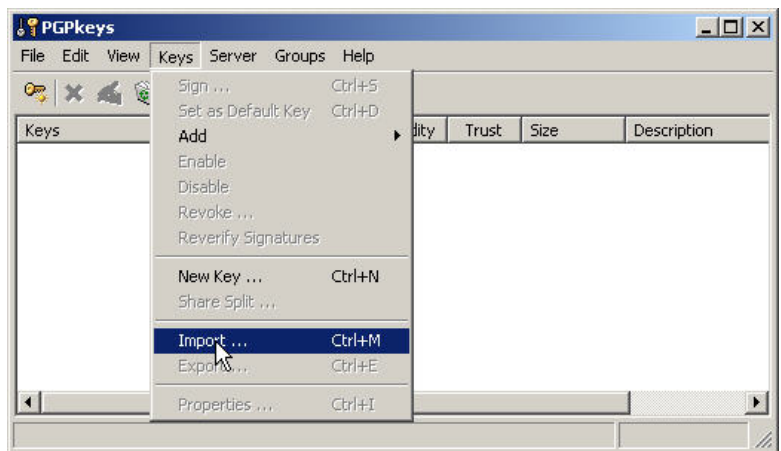 PGPkeys
File Edit View Keys Server Groups Help
Sign ... Ctrl+S
Set as Default Key Ctrl+D
Keys dity Trust Size Description
Add
Enable
Disable
Revoke ...
Reverify Signatures
New Key ... Ctrl+N
Share Split ...
Import ... Ctrl+M
Export ... Ctrl+E
Properties ... Ctrl+I